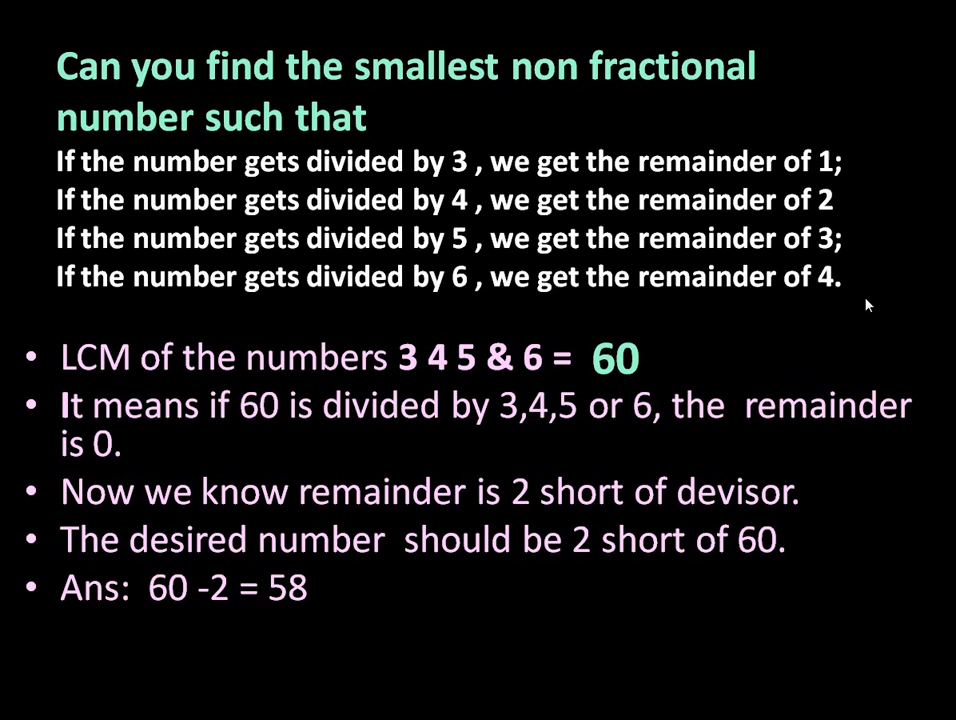 Can you find the smallest non fractional
number such that
If the number gets divided by 3 , we get the remainder of 1;
If the number gets divided by 4 , we get the remainder of 2
If the number gets divided by 5 , we get the remainder of 3;
If the number gets divided by 6 , we get the remainder of 4.
• LCM of the numbers 3 4 5 & 6 = 60
• It means if 60 is divided by 3,4,5 or 6, the remainder
is 0.
• Now we know remainder is 2 short of devisor.
• The desired number should be 2 short of 60.
• Ans: 60 -2 = 58